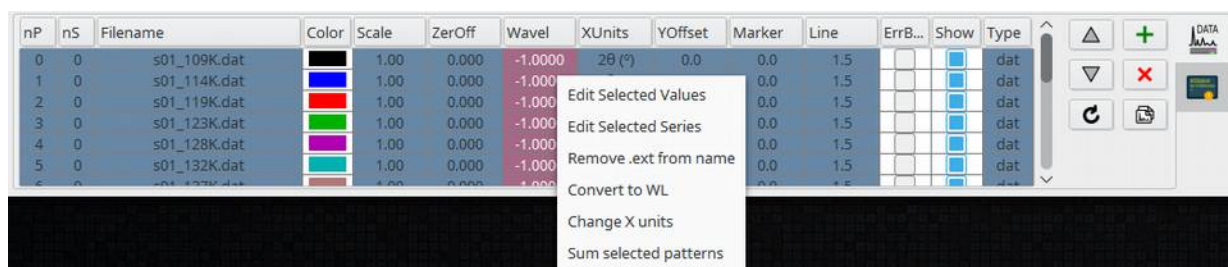 nP nS Filename Color Scale ZerOff Wavel XUnits YOffset Marker Line ErrB... Show Type
0 0 s01_109K.dat 1.00 0.000 -1.0000 2θ (º) 0.0 0.0 1.5 dat
1 0 s01_114K.dat 1.00 0.000 -1.000 0.0 1.5 dat
2 0 s01_119K.dat 1.00 0.000 -1.000 0.0 1.5 dat
3 0 s01_123K.dat 1.00 0.000 -1.000 0.0 1.5 dat
4 0 s01_128K.dat 1.00 0.000 -1.000 0.0 1.5 dat
5 0 s01_132K.dat 1.00 0.000 -1.000 0.0 1.5 dat
Edit Selected Values
Edit Selected Series
Remove .ext from name
Convert to WL
Change X units
Sum selected patterns
DATA